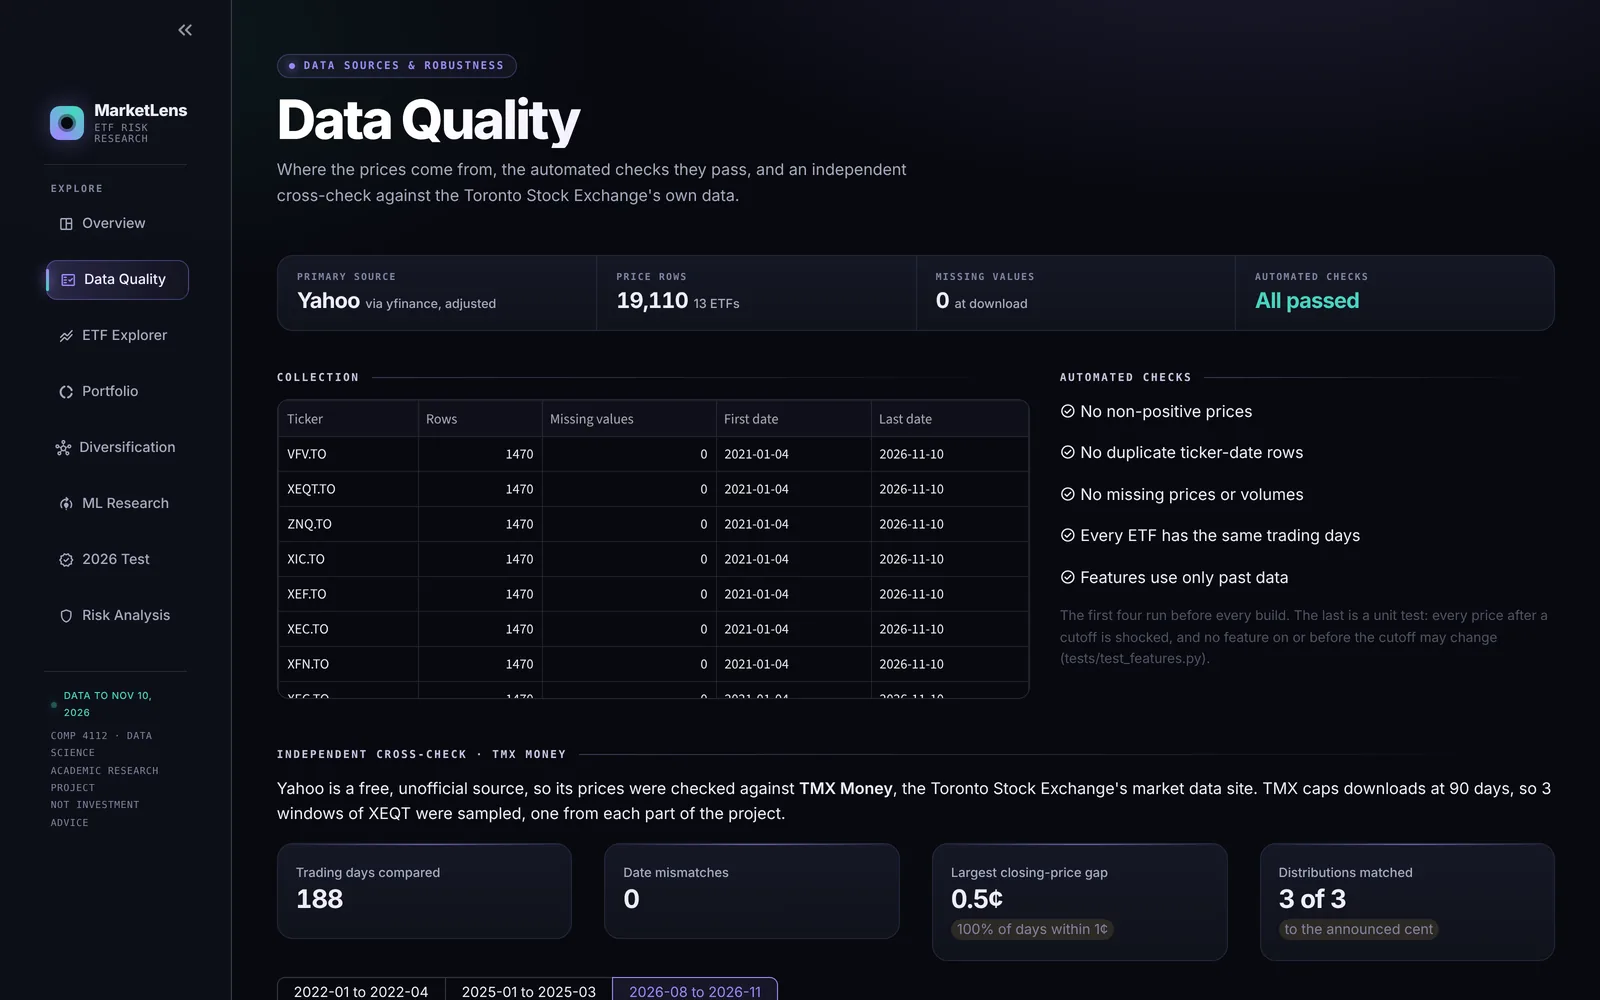 MarketLens
ETF RISK
RESEARCH
EXPLORE
Overview
Data Quality
ETF Explorer
Portfolio
Diversification
ML Research
2026 Test
Risk Analysis
DATA TO NOV 10,
2026
COMP 4112 · DATA
SCIENCE
ACADEMIC RESEARCH
PROJECT
NOT INVESTMENT
ADVICE
DATA SOURCES & ROBUSTNESS
Data Quality
Where the prices come from, the automated checks they pass, and an independent
cross-check against the Toronto Stock Exchange's own data.
PRIMARY SOURCE
Yahoo via yfinance, adjusted
PRICE ROWS
19,110 13 ETFs
MISSING VALUES
0 at download
AUTOMATED CHECKS
All passed
COLLECTION
Ticker Rows Missing values First date Last date
VFV.TO 1470 0 2021-01-04 2026-11-10
XEQT.TO 1470 0 2021-01-04 2026-11-10
ZNQ.TO 1470 0 2021-01-04 2026-11-10
XIC.TO 1470 0 2021-01-04 2026-11-10
XEF.TO 1470 0 2021-01-04 2026-11-10
XEC.TO 1470 0 2021-01-04 2026-11-10
XFN.TO 1470 0 2021-01-04 2026-11-10
1470 0 2021-01-04 2026-11-10
AUTOMATED CHECKS
No non-positive prices
No duplicate ticker-date rows
No missing prices or volumes
Every ETF has the same trading days
Features use only past data
The first four run before every build. The last is a unit test: every price after a
cutoff is shocked, and no feature on or before the cutoff may change
(tests/test_features.py).
INDEPENDENT CROSS-CHECK · TMX MONEY
Yahoo is a free, unofficial source, so its prices were checked against TMX Money, the Toronto Stock Exchange's market data site. TMX caps downloads at 90 days, so 3
windows of XEQT were sampled, one from each part of the project.
Trading days compared
188
Date mismatches
0
Largest closing-price gap
0.5¢
100% of days within 1¢
Distributions matched
3 of 3
to the announced cent
2022-01 to 2022-04 2025-01 to 2025-03 2026-08 to 2026-11